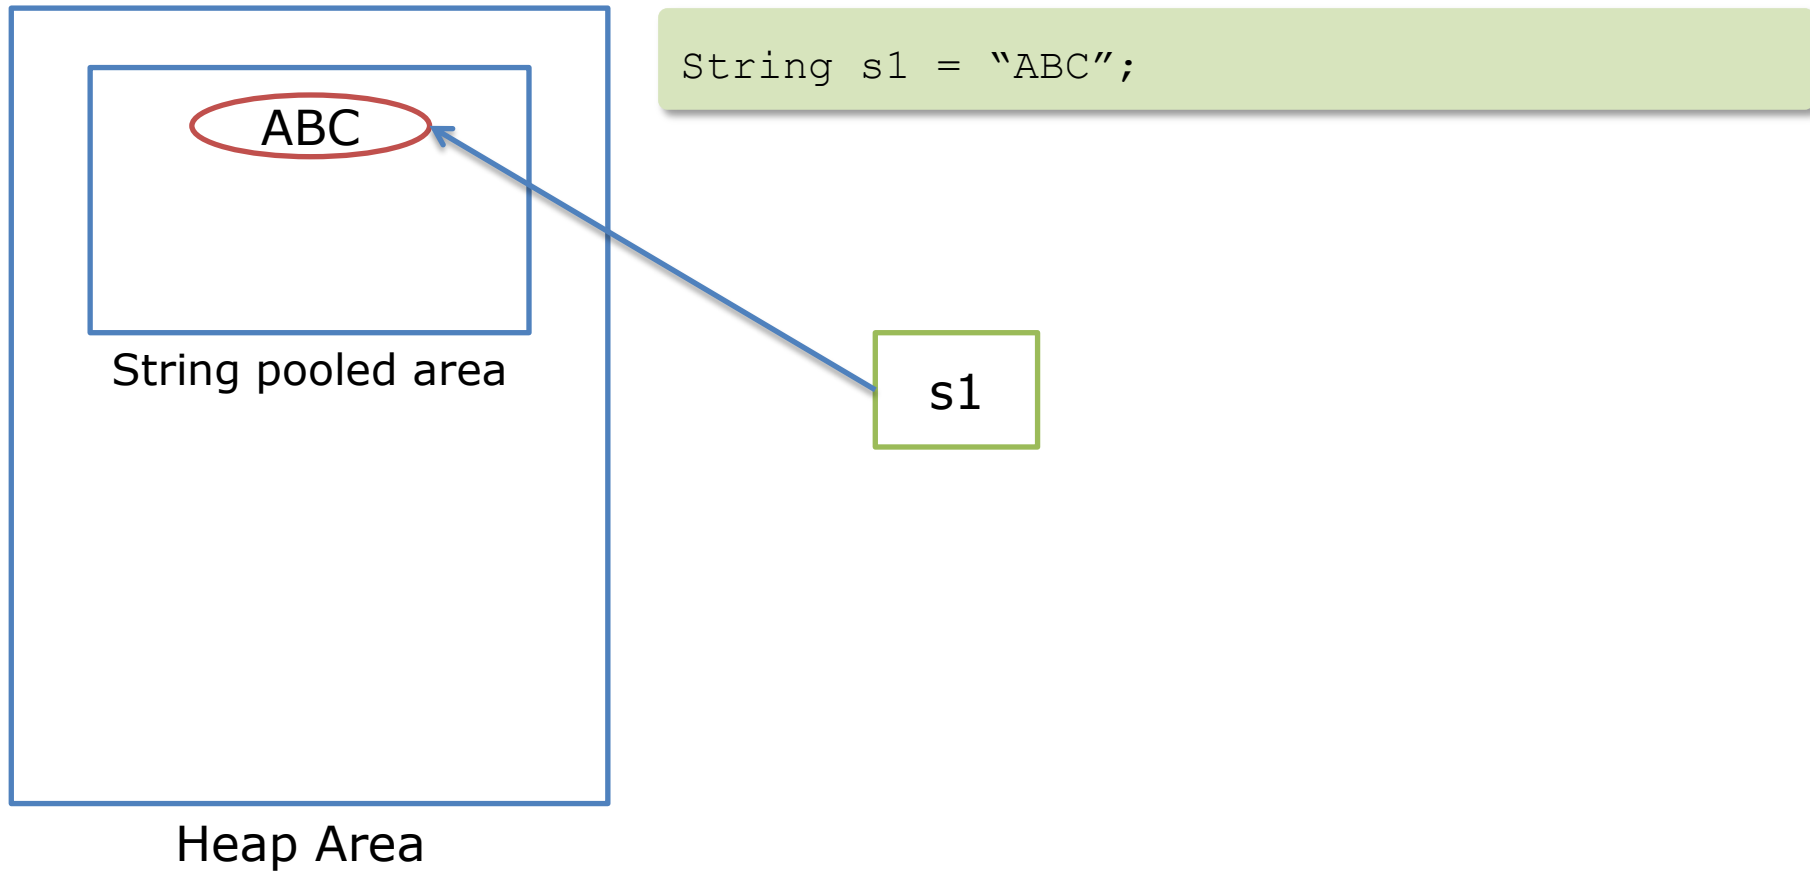 String s1 = “ABC”;
ABC
String pooled area
s1
Heap Area